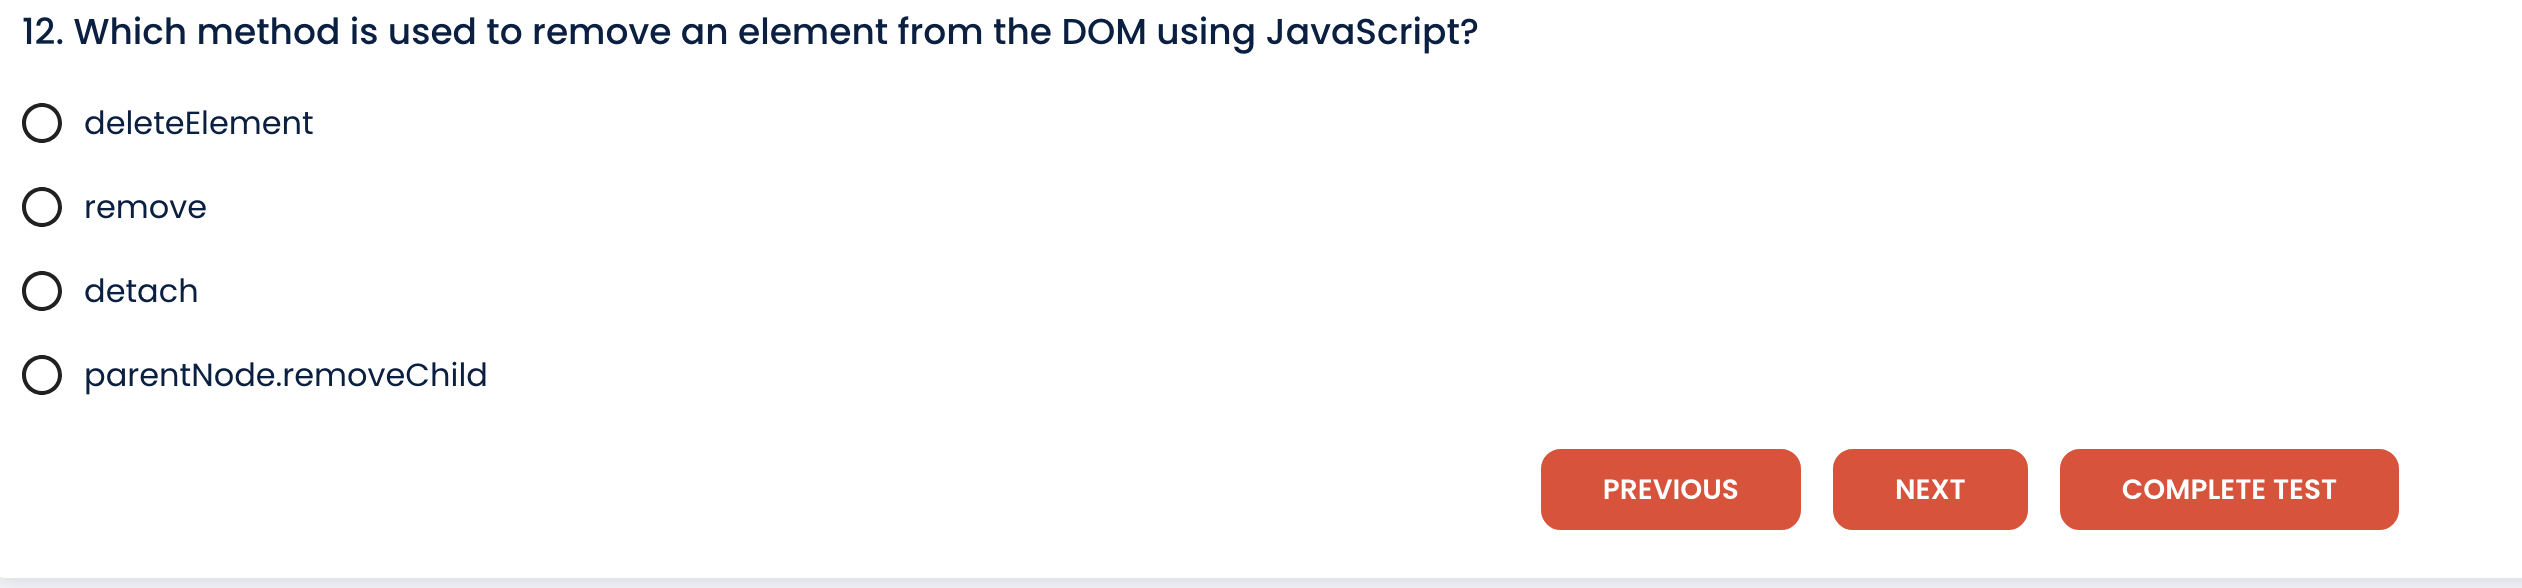 12. Which method is used to remove an element from the DOM using JavaScript?
deleteElement
remove
detach
parentNode.removeChild
PREVIOUS NEXT COMPLETE TEST